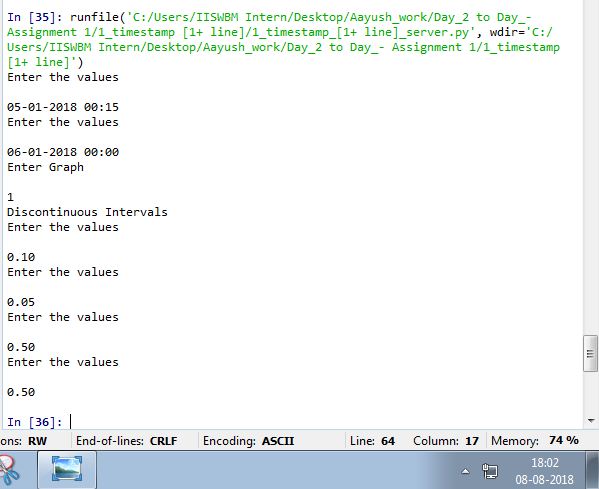 In [35]: runfile('C:/Users/IISWBM Intern/Desktop/Aayush_work/Day_2 to Day_-
Assignment 1/1_timestamp [1+ line]/1_timestamp_[1+ line]_server.py', wdir='C:/
Users/IISWBM Intern/Desktop/Aayush_work/Day_2 to Day_- Assignment 1/1_timestamp
[1+ line]')
Enter the values
05-01-2018 00:15
Enter the values
06-01-2018 00:00
Enter Graph
1
Discontinuous Intervals
Enter the values
0.10
Enter the values
0.05
Enter the values
0.50
Enter the values
0.50
In [36]:
ons: RW End-of-lines: CRLF Encoding: ASCII Line: 64 Column: 17 Memory: 74 %
18:02
08-08-2018